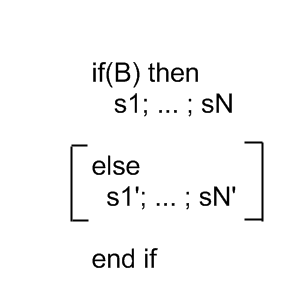 if(B) then
s1; ... ; sN
else
s1'; ... ; sN'
end if